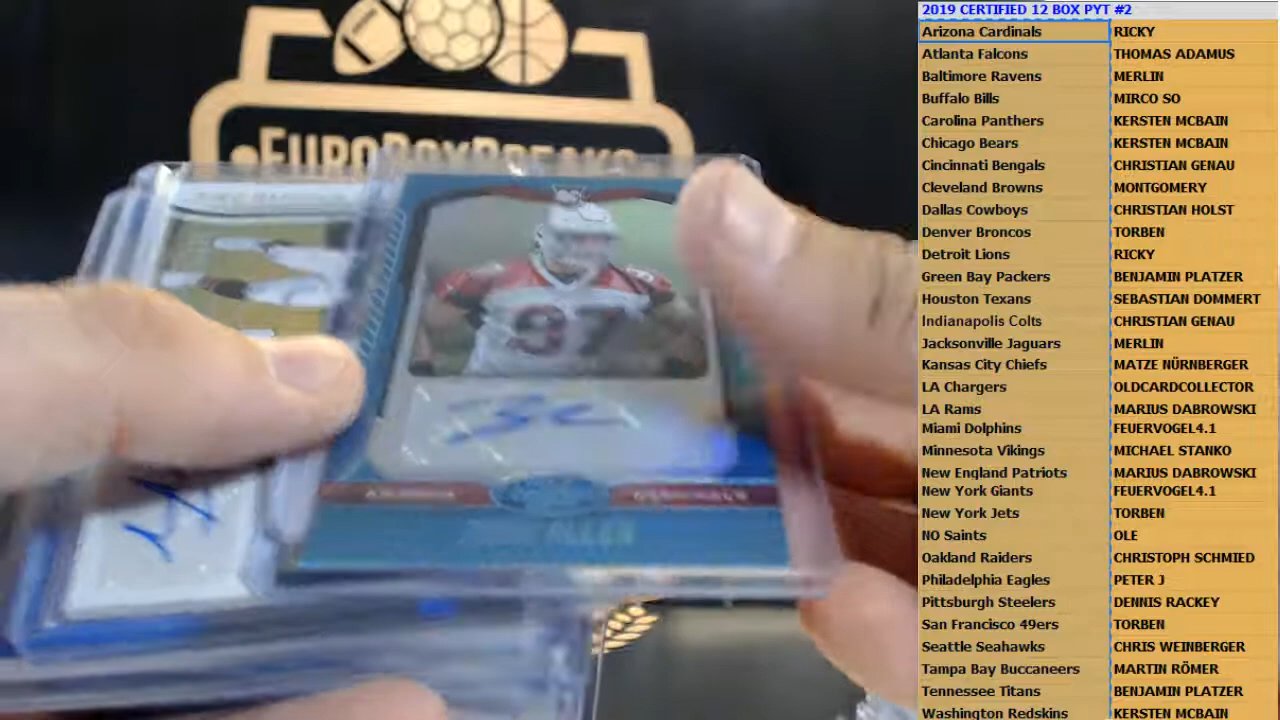 EUROBOXBREAKS
97
ALLEN
2019 CERTIFIED 12 BOX PYT #2
Arizona Cardinals RICKY
Atlanta Falcons THOMAS ADAMUS
Baltimore Ravens MERLIN
Buffalo Bills MIRCO SO
Carolina Panthers KERSTEN MCBAIN
Chicago Bears KERSTEN MCBAIN
Cincinnati Bengals CHRISTIAN GENAU
Cleveland Browns MONTGOMERY
Dallas Cowboys CHRISTIAN HOLST
Denver Broncos TORBEN
Detroit Lions RICKY
Green Bay Packers BENJAMIN PLATZER
Houston Texans SEBASTIAN DOMMERT
Indianapolis Colts CHRISTIAN GENAU
Jacksonville Jaguars MERLIN
Kansas City Chiefs MATZE NÜRNBERGER
LA Chargers OLDCARDCOLLECTOR
LA Rams MARIUS DABROWSKI
Miami Dolphins FEUERVOGEL4.1
Minnesota Vikings MICHAEL STANKO
New England Patriots MARIUS DABROWSKI
New York Giants FEUERVOGEL4.1
New York Jets TORBEN
NO Saints OLE
Oakland Raiders CHRISTOPH SCHMIED
Philadelphia Eagles PETER J
Pittsburgh Steelers DENNIS RACKEY
San Francisco 49ers TORBEN
Seattle Seahawks CHRIS WEINBERGER
Tampa Bay Buccaneers MARTIN RÖMER
Tennessee Titans BENJAMIN PLATZER
Washington Redskins KERSTEN MCBAIN